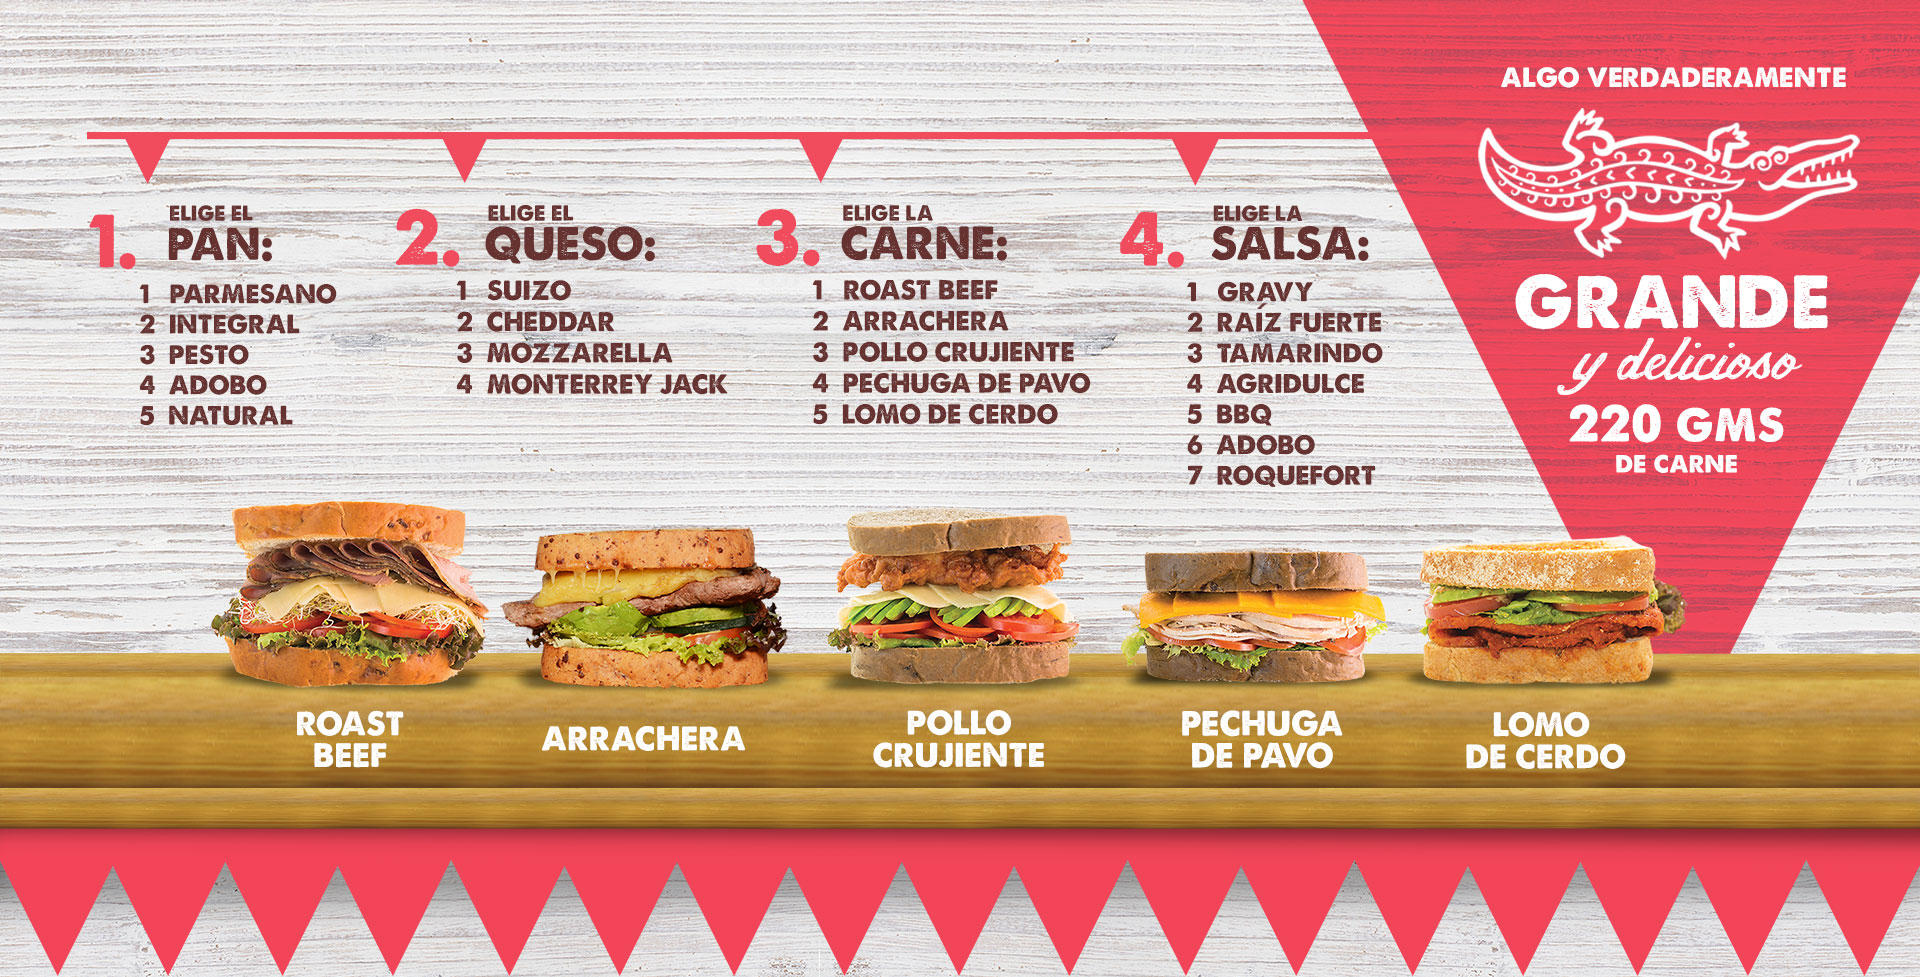 ALGO VERDADERAMENTE
GRANDE
y delicioso
220 GMS
DE CARNE
1. ELIGE EL
PAN:
1 PARMESANO
2 INTEGRAL
3 PESTO
4 ADOBO
5 NATURAL
2. ELIGE EL
QUESO:
1 SUIZO
2 CHEDDAR
3 MOZZARELLA
4 MONTERREY JACK
3. ELIGE LA
CARNE:
1 ROAST BEEF
2 ARRACHERA
3 POLLO CRUJIENTE
4 PECHUGA DE PAVO
5 LOMO DE CERDO
4. ELIGE LA
SALSA:
1 GRAVY
2 RAÍZ FUERTE
3 TAMARINDO
4 AGRIDULCE
5 BBQ
6 ADOBO
7 ROQUEFORT
ROAST
BEEF
ARRACHERA
POLLO
CRUJIENTE
PECHUGA
DE PAVO
LOMO
DE CERDO